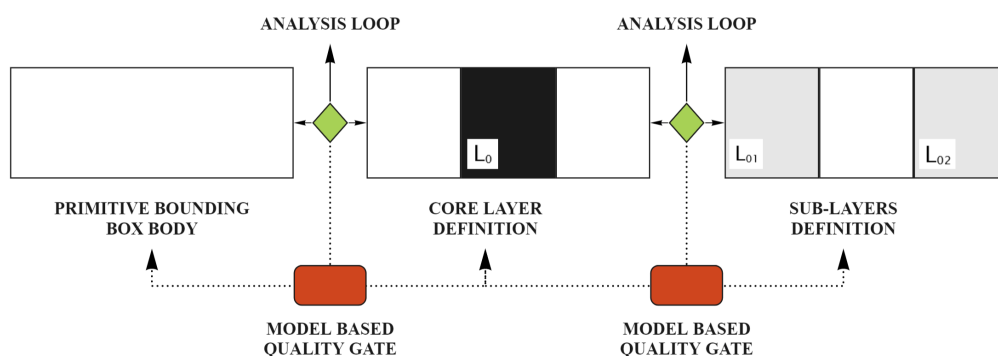 ANALYSIS LOOP
ANALYSIS LOOP
L₀
L₀₁
L₀₂
PRIMITIVE BOUNDING
BOX BODY
CORE LAYER
DEFINITION
SUB-LAYERS
DEFINITION
MODEL BASED
QUALITY GATE
MODEL BASED
QUALITY GATE